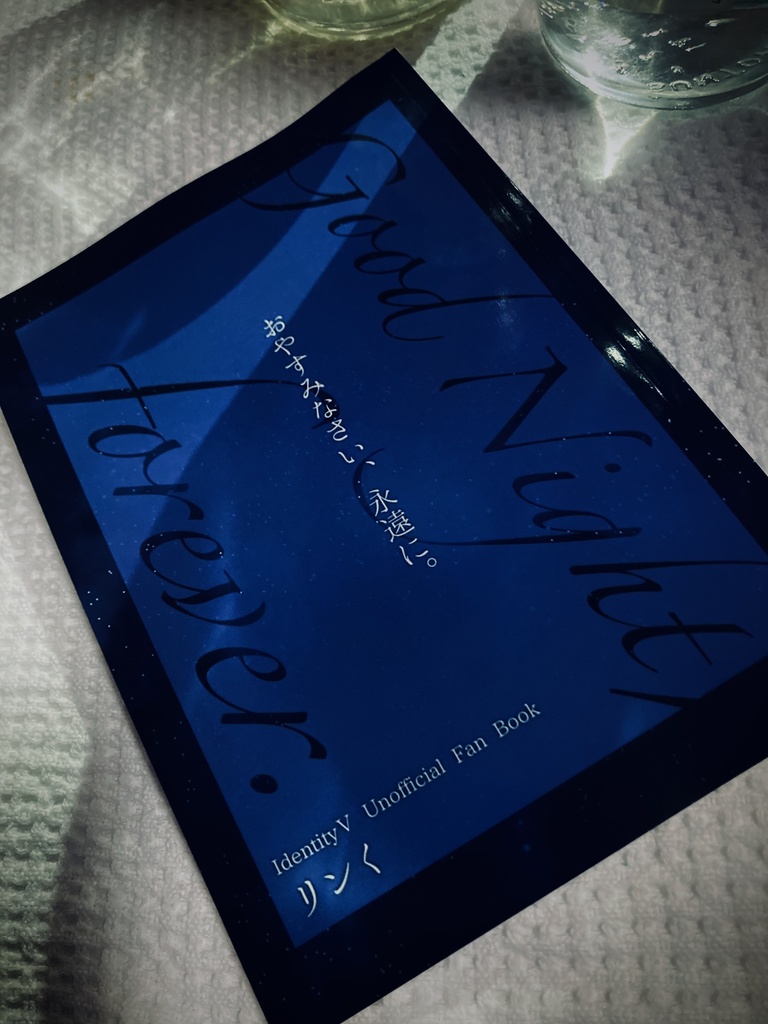 Good Night,
forever.
おやすみなさい、永遠に。
IdentityV Unofficial Fan Book
リンく